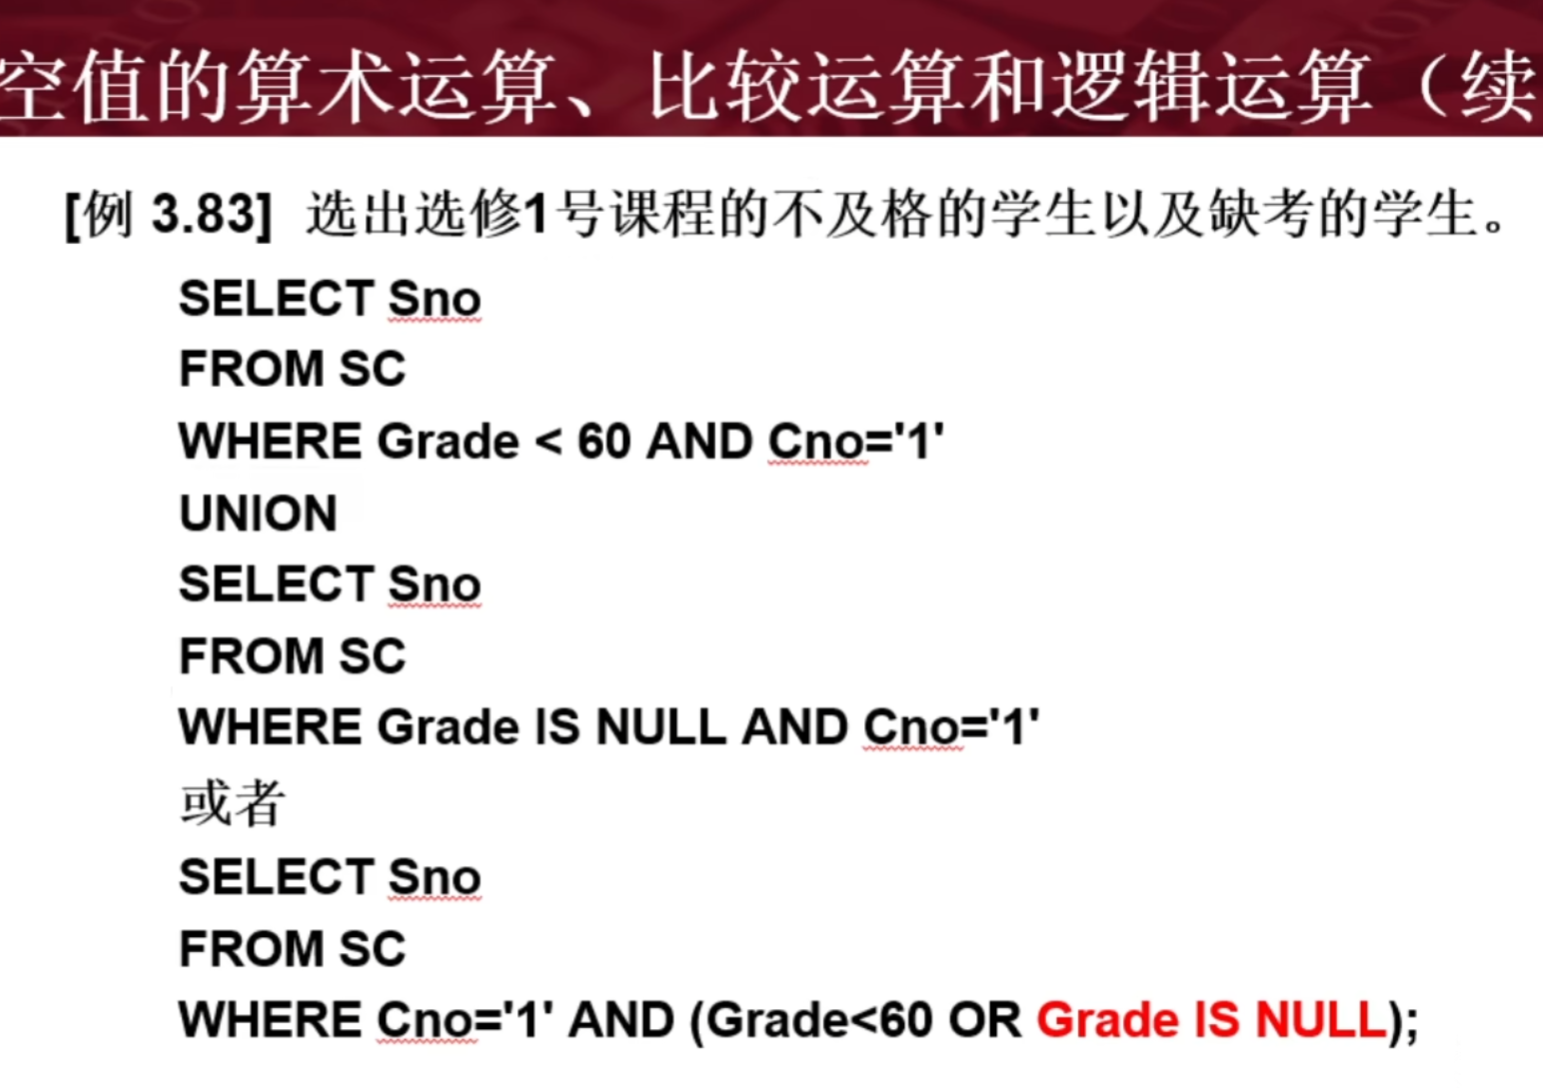 空值的算术运算、比较运算和逻辑运算（续
[例 3.83] 选出选修1号课程的不及格的学生以及缺考的学生。
SELECT Sno
FROM SC
WHERE Grade < 60 AND Cno='1'
UNION
SELECT Sno
FROM SC
WHERE Grade IS NULL AND Cno='1'
或者
SELECT Sno
FROM SC
WHERE Cno='1' AND (Grade<60 OR Grade IS NULL);